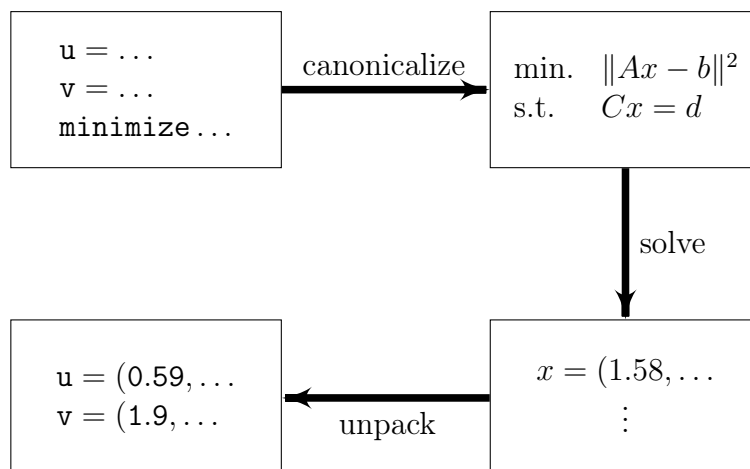 u = ...
v = ...
minimize ...
canonicalize
min. ‖Ax − b‖²
s.t. Cx = d
solve
x = (1.58, ...
⋮
unpack
u = (0.59, ...
v = (1.9, ...